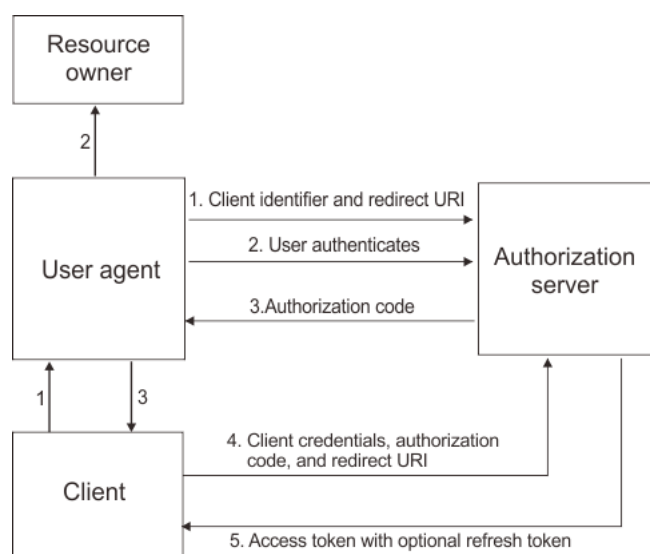 Resource
owner
2
1. Client identifier and redirect URI
User agent
2. User authenticates
Authorization
server
3.Authorization code
1
3
4. Client credentials, authorization
code, and redirect URI
Client
5. Access token with optional refresh token